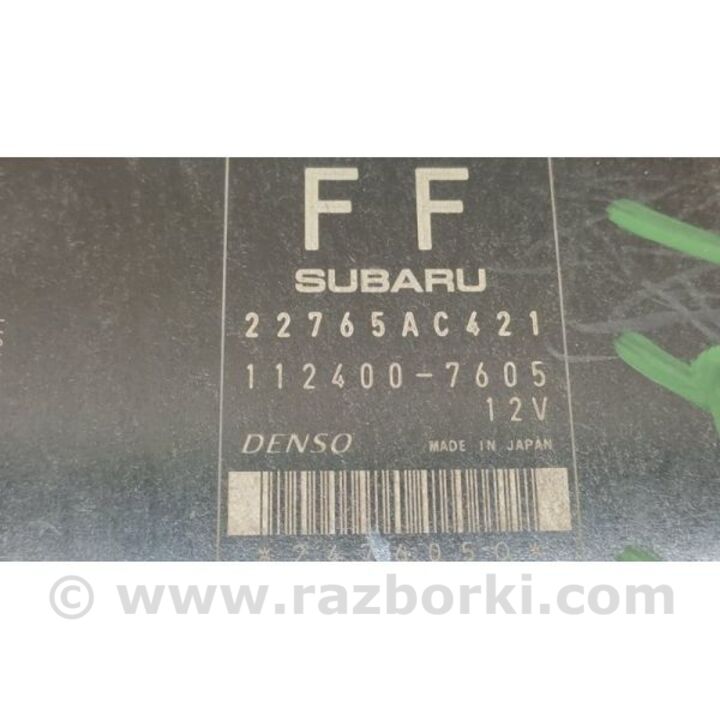 F F
SUBARU
22765AC421
112400-7605
12V
DENSO MADE IN JAPAN
© www.razborki.com